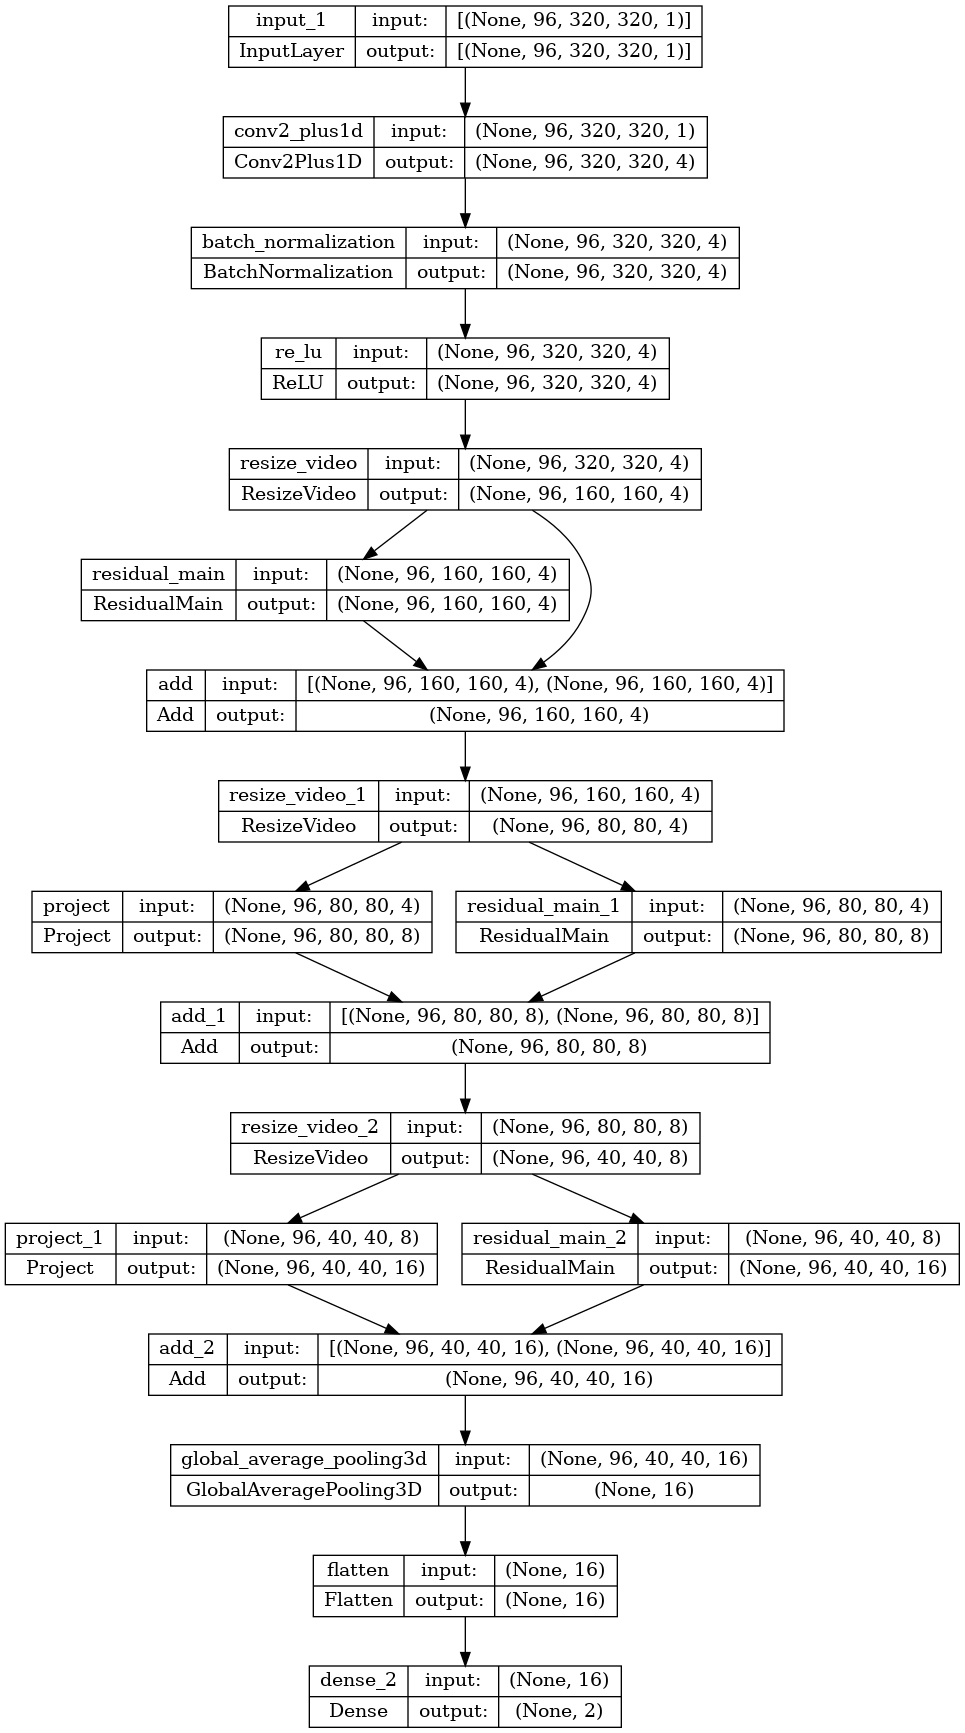 input_1 input: [(None, 96, 320, 320, 1)]
InputLayer output: [(None, 96, 320, 320, 1)]
conv2_plus1d input: (None, 96, 320, 320, 1)
Conv2Plus1D output: (None, 96, 320, 320, 4)
batch_normalization input: (None, 96, 320, 320, 4)
BatchNormalization output: (None, 96, 320, 320, 4)
re_lu input: (None, 96, 320, 320, 4)
ReLU output: (None, 96, 320, 320, 4)
resize_video input: (None, 96, 320, 320, 4)
ResizeVideo output: (None, 96, 160, 160, 4)
residual_main input: (None, 96, 160, 160, 4)
ResidualMain output: (None, 96, 160, 160, 4)
add input: [(None, 96, 160, 160, 4), (None, 96, 160, 160, 4)]
Add output: (None, 96, 160, 160, 4)
resize_video_1 input: (None, 96, 160, 160, 4)
ResizeVideo output: (None, 96, 80, 80, 4)
project input: (None, 96, 80, 80, 4)
Project output: (None, 96, 80, 80, 8)
residual_main_1 input: (None, 96, 80, 80, 4)
ResidualMain output: (None, 96, 80, 80, 8)
add_1 input: [(None, 96, 80, 80, 8), (None, 96, 80, 80, 8)]
Add output: (None, 96, 80, 80, 8)
resize_video_2 input: (None, 96, 80, 80, 8)
ResizeVideo output: (None, 96, 40, 40, 8)
project_1 input: (None, 96, 40, 40, 8)
Project output: (None, 96, 40, 40, 16)
residual_main_2 input: (None, 96, 40, 40, 8)
ResidualMain output: (None, 96, 40, 40, 16)
add_2 input: [(None, 96, 40, 40, 16), (None, 96, 40, 40, 16)]
Add output: (None, 96, 40, 40, 16)
global_average_pooling3d input: (None, 96, 40, 40, 16)
GlobalAveragePooling3D output: (None, 16)
flatten input: (None, 16)
Flatten output: (None, 16)
dense_2 input: (None, 16)
Dense output: (None, 2)